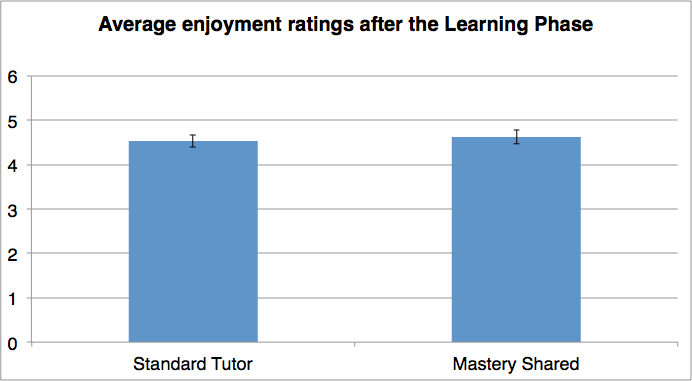 Average enjoyment ratings after the Learning Phase
6
5
4
3
2
1
0
Standard Tutor
Mastery Shared